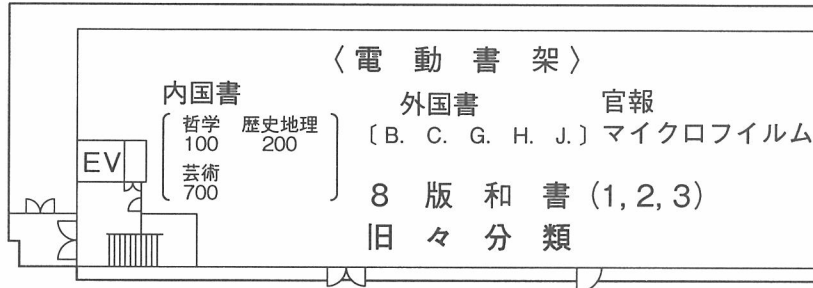 〈電動書架〉
内国書
哲学 歴史地理
100 200
芸術
700
外国書
〔B. C. G. H. J.〕
官報
マイクロフイルム
8版和書(1, 2, 3)
旧々分類
EV